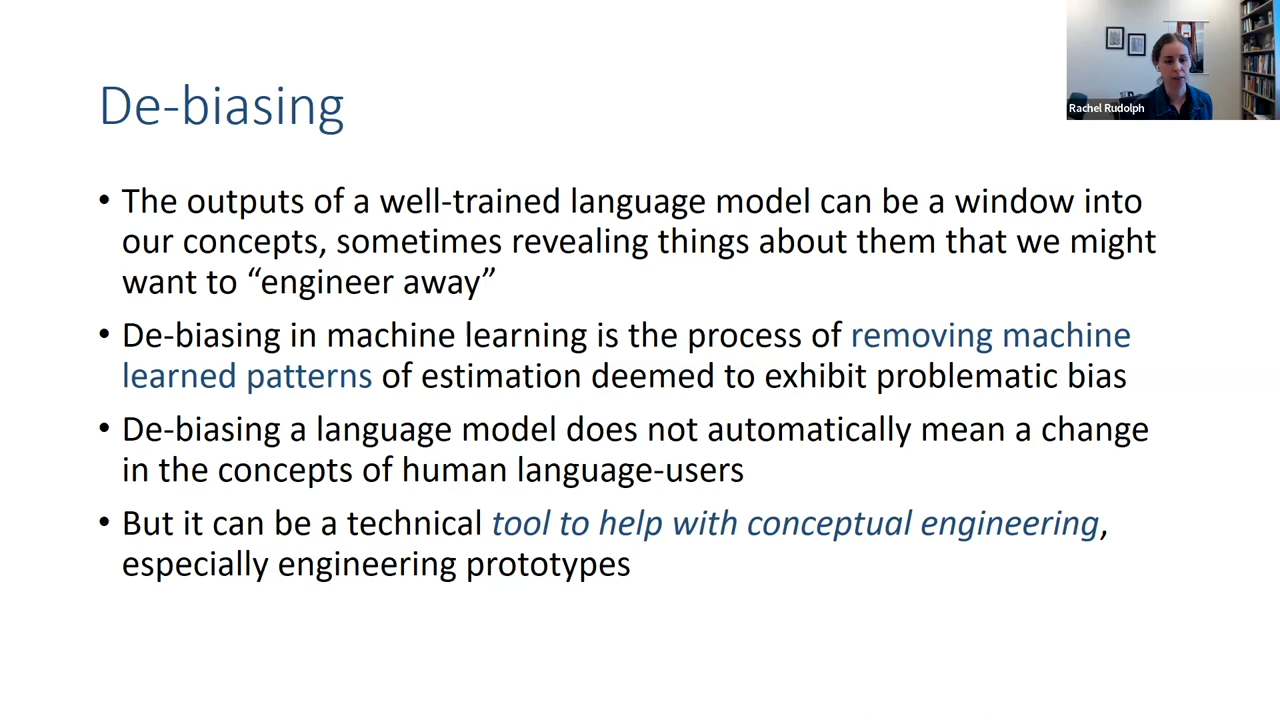 De-biasing
Rachel Rudolph
• The outputs of a well-trained language model can be a window into
our concepts, sometimes revealing things about them that we might
want to “engineer away”
• De-biasing in machine learning is the process of removing machine
learned patterns of estimation deemed to exhibit problematic bias
• De-biasing a language model does not automatically mean a change
in the concepts of human language-users
• But it can be a technical tool to help with conceptual engineering,
especially engineering prototypes